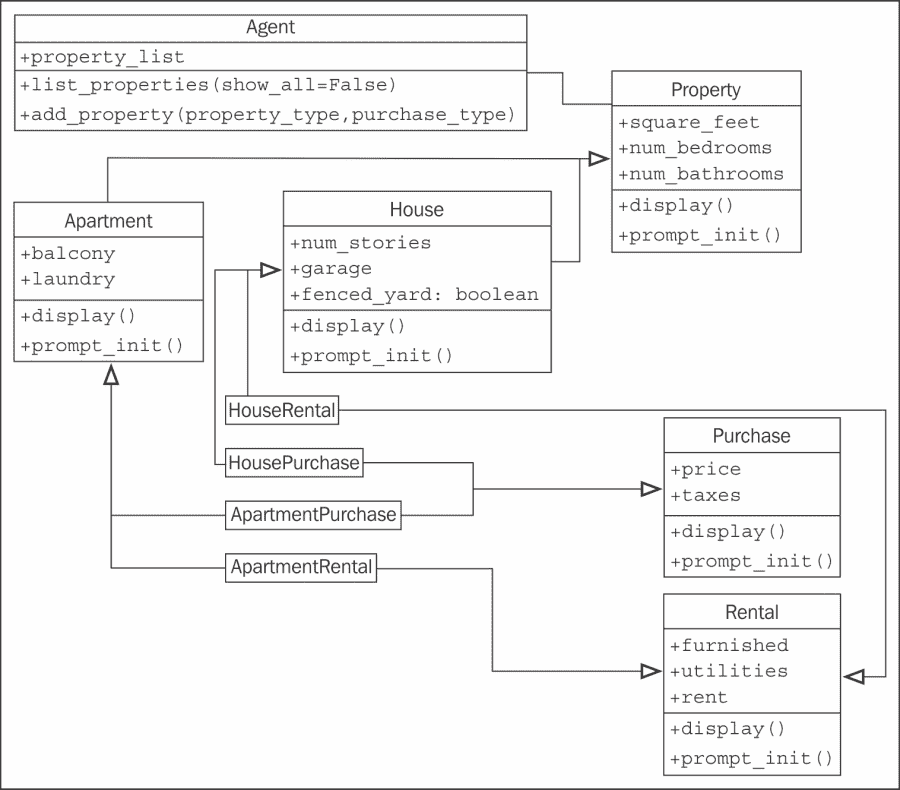 Agent
+property_list
+list_properties(show_all=False)
+add_property(property_type,purchase_type)
Property
+square_feet
+num_bedrooms
+num_bathrooms
+display()
+prompt_init()
Apartment
+balcony
+laundry
+display()
+prompt_init()
House
+num_stories
+garage
+fenced_yard: boolean
+display()
+prompt_init()
HouseRental
HousePurchase
ApartmentPurchase
ApartmentRental
Purchase
+price
+taxes
+display()
+prompt_init()
Rental
+furnished
+utilities
+rent
+display()
+prompt_init()